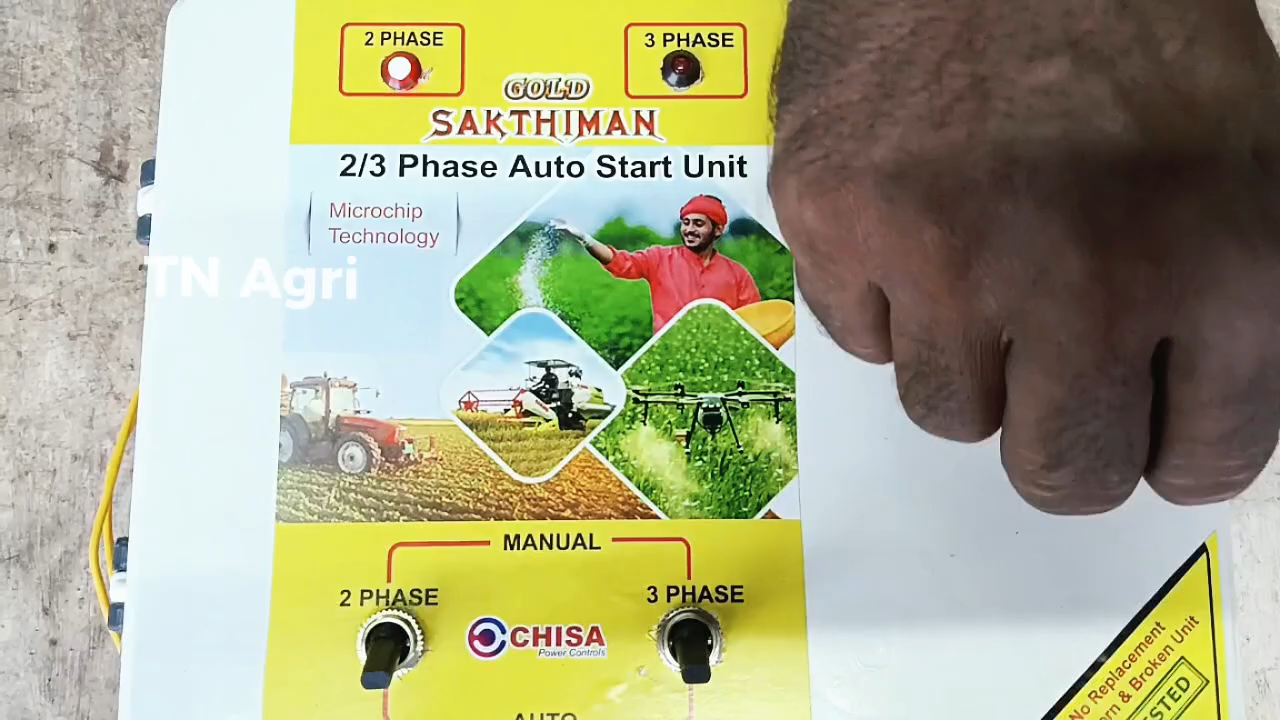 2 PHASE
3 PHASE
GOLD
SAKTHIMAN
2/3 Phase Auto Start Unit
Microchip
Technology
TN Agri
MANUAL
2 PHASE
3 PHASE
CHISA
Power Controls
AUTO
No Replacement
& Broken Unit